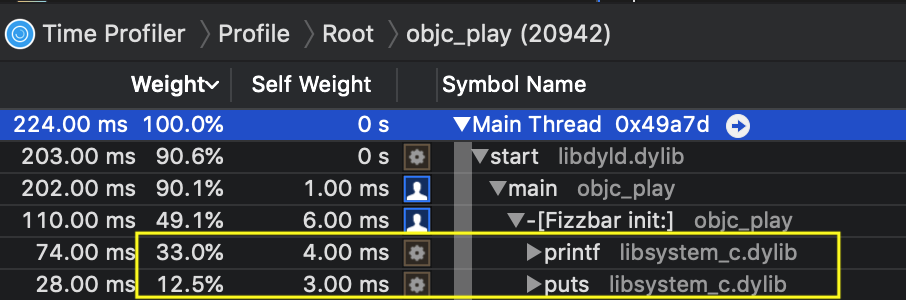 Time Profiler Profile Root objc_play (20942)
Weight Self Weight Symbol Name
224.00 ms 100.0% 0 s Main Thread 0x49a7d
203.00 ms 90.6% 0 s start libdyld.dylib
202.00 ms 90.1% 1.00 ms main objc_play
110.00 ms 49.1% 6.00 ms -[Fizzbar init:] objc_play
74.00 ms 33.0% 4.00 ms printf libsystem_c.dylib
28.00 ms 12.5% 3.00 ms puts libsystem_c.dylib